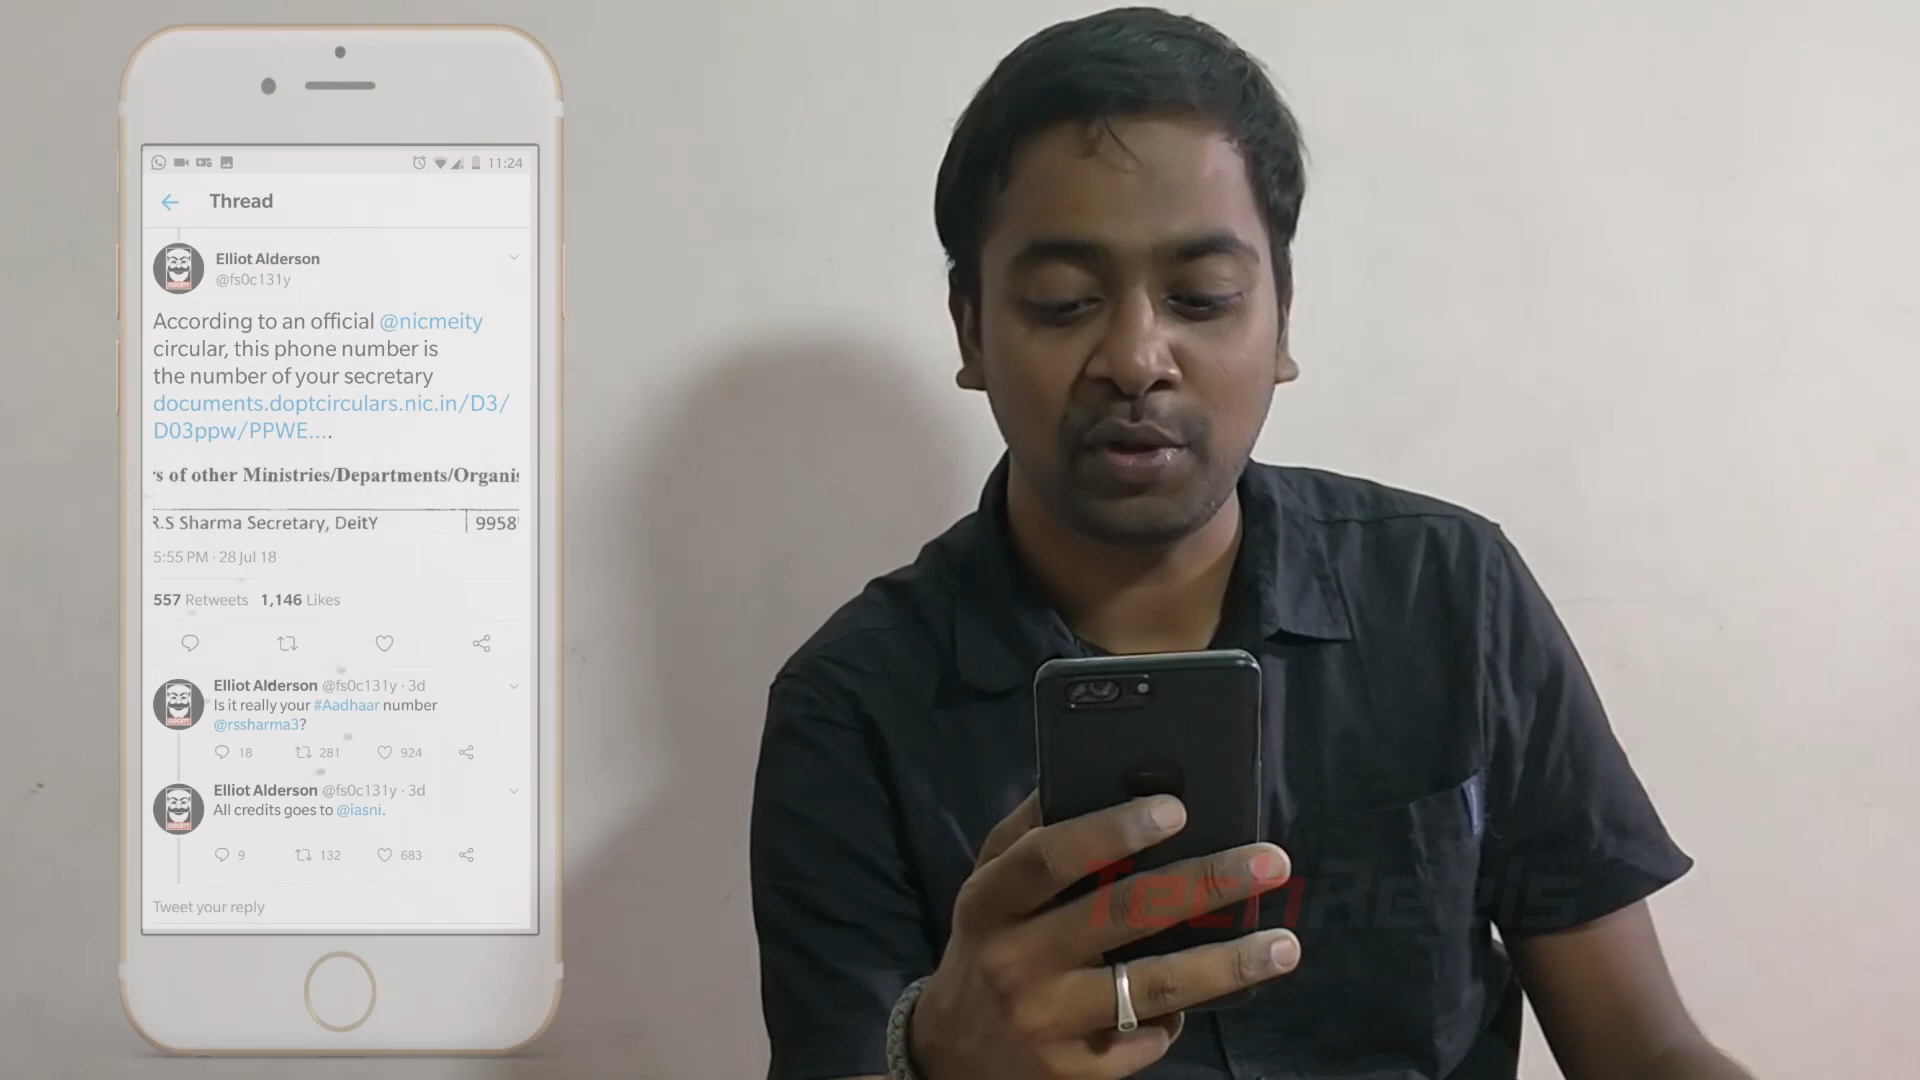 11:24
Thread
Elliot Alderson
@fs0c131y
According to an official @nicmeity
circular, this phone number is
the number of your secretary
documents.doptcirculars.nic.in/D3/
D03ppw/PPWE....
s of other Ministries/Departments/Organis
R.S Sharma Secretary, DeitY 9958
5:55 PM · 28 Jul 18
557 Retweets 1,146 Likes
Elliot Alderson @fs0c131y · 3d
Is it really your #Aadhaar number
@rssharma3?
18 281 924
Elliot Alderson @fs0c131y · 3d
All credits goes to @iasni.
9 132 683
Tweet your reply
TechReels